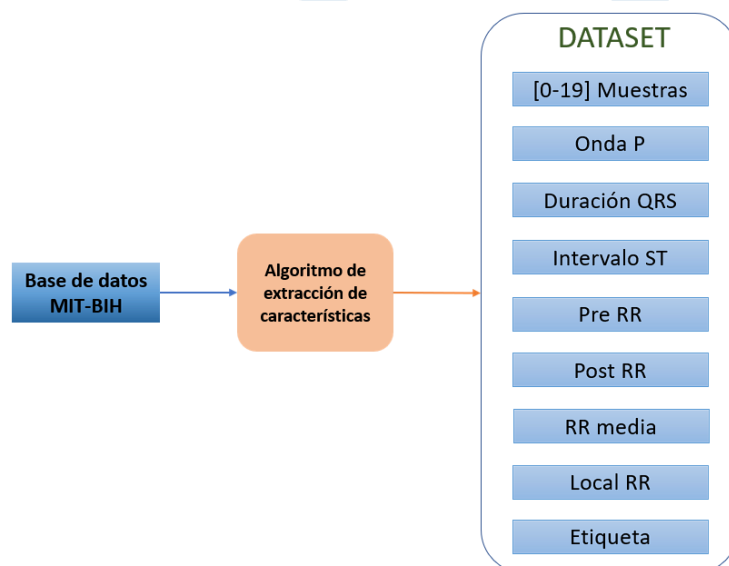 Base de datos
MIT-BIH
Algoritmo de
extracción de
características
DATASET
[0-19] Muestras
Onda P
Duración QRS
Intervalo ST
Pre RR
Post RR
RR media
Local RR
Etiqueta